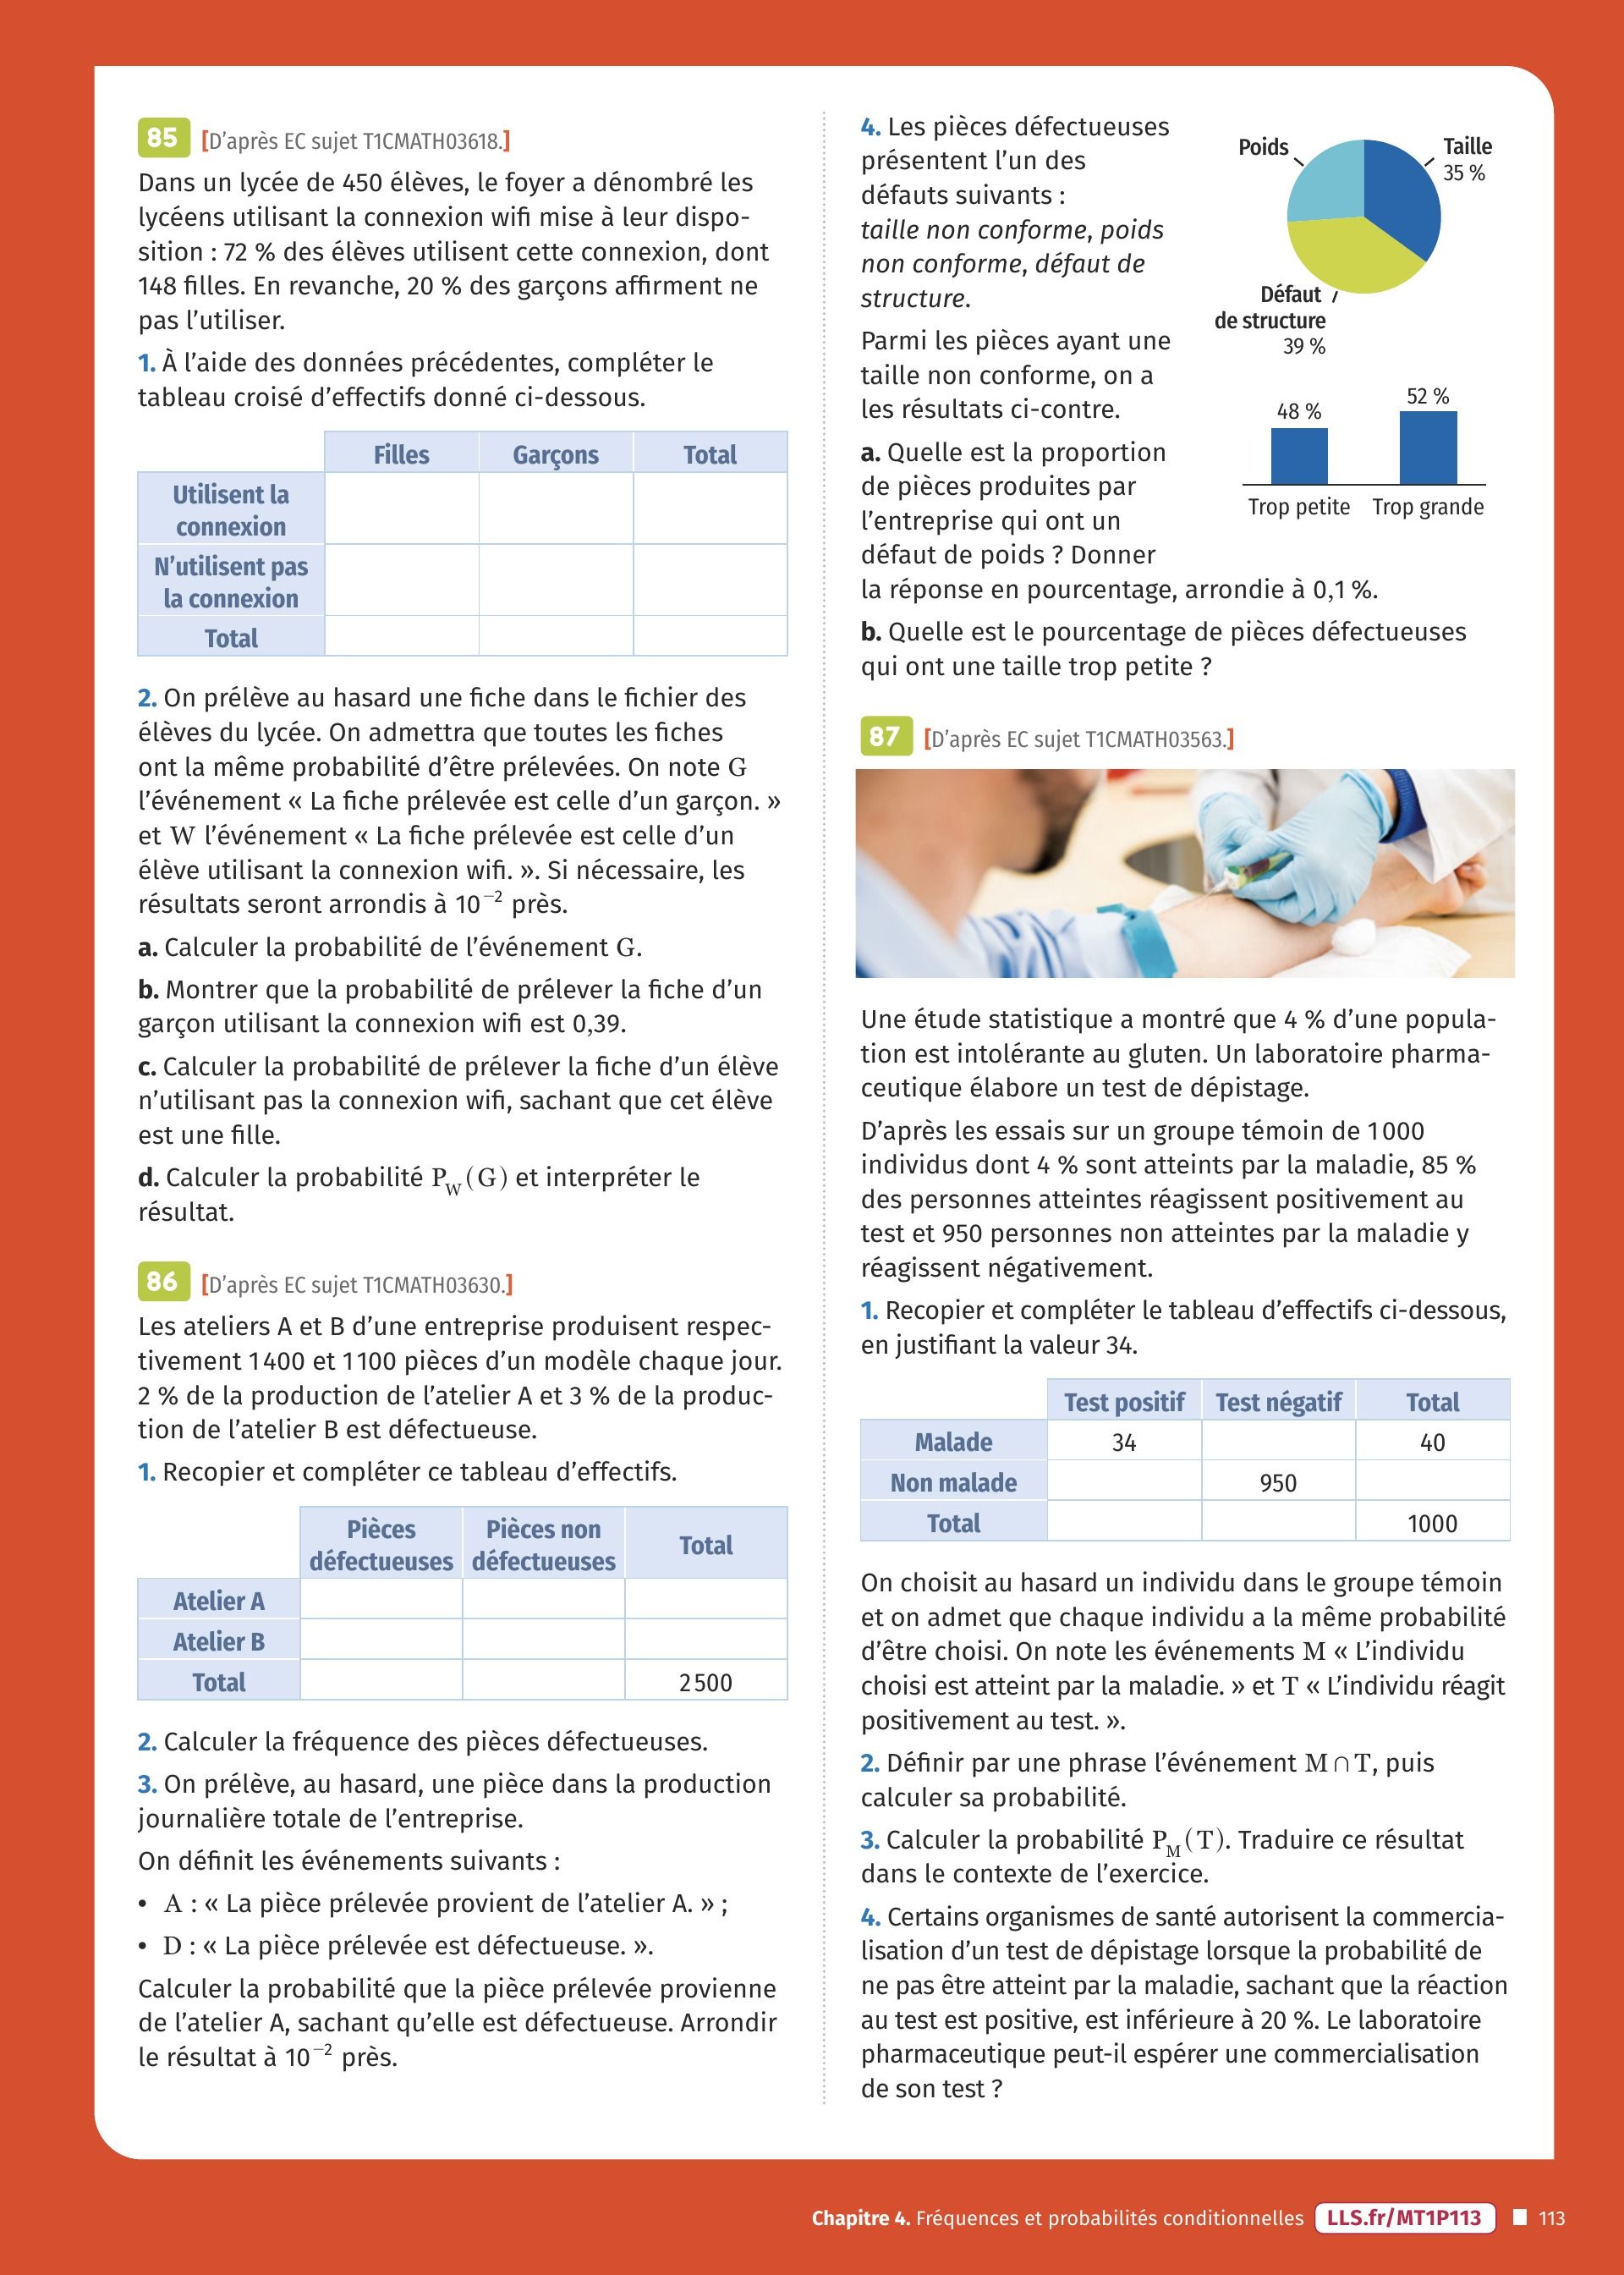 85 [D’après EC sujet T1CMATH03618.]
Dans un lycée de 450 élèves, le foyer a dénombré les
lycéens utilisant la connexion wifi mise à leur dispo-
sition : 72 % des élèves utilisent cette connexion, dont
148 filles. En revanche, 20 % des garçons affirment ne
pas l’utiliser.
1. À l’aide des données précédentes, compléter le
tableau croisé d’effectifs donné ci-dessous.
Filles Garçons Total
Utilisent la
connexion
N’utilisent pas
la connexion
Total
2. On prélève au hasard une fiche dans le fichier des
élèves du lycée. On admettra que toutes les fiches
ont la même probabilité d’être prélevées. On note G
l’événement « La fiche prélevée est celle d’un garçon. »
et W l’événement « La fiche prélevée est celle d’un
élève utilisant la connexion wifi. ». Si nécessaire, les
résultats seront arrondis à 10⁻² près.
a. Calculer la probabilité de l’événement G.
b. Montrer que la probabilité de prélever la fiche d’un
garçon utilisant la connexion wifi est 0,39.
c. Calculer la probabilité de prélever la fiche d’un élève
n’utilisant pas la connexion wifi, sachant que cet élève
est une fille.
d. Calculer la probabilité P_W(G) et interpréter le
résultat.
86 [D’après EC sujet T1CMATH03630.]
Les ateliers A et B d’une entreprise produisent respec-
tivement 1 400 et 1 100 pièces d’un modèle chaque jour.
2 % de la production de l’atelier A et 3 % de la produc-
tion de l’atelier B est défectueuse.
1. Recopier et compléter ce tableau d’effectifs.
Pièces défectueuses Pièces non défectueuses Total
Atelier A
Atelier B
Total 2 500
2. Calculer la fréquence des pièces défectueuses.
3. On prélève, au hasard, une pièce dans la production
journalière totale de l’entreprise.
On définit les événements suivants :
• A : « La pièce prélevée provient de l’atelier A. » ;
• D : « La pièce prélevée est défectueuse. ».
Calculer la probabilité que la pièce prélevée provienne
de l’atelier A, sachant qu’elle est défectueuse. Arrondir
le résultat à 10⁻² près.
4. Les pièces défectueuses
présentent l’un des
défauts suivants :
taille non conforme, poids
non conforme, défaut de
structure.
Parmi les pièces ayant une
taille non conforme, on a
les résultats ci-contre.
a. Quelle est la proportion
de pièces produites par
l’entreprise qui ont un
défaut de poids ? Donner
la réponse en pourcentage, arrondie à 0,1 %.
b. Quelle est le pourcentage de pièces défectueuses
qui ont une taille trop petite ?
Poids
Taille
35 %
Défaut
de structure
39 %
48 %
52 %
Trop petite Trop grande
87 [D’après EC sujet T1CMATH03563.]
Une étude statistique a montré que 4 % d’une popula-
tion est intolérante au gluten. Un laboratoire pharma-
ceutique élabore un test de dépistage.
D’après les essais sur un groupe témoin de 1 000
individus dont 4 % sont atteints par la maladie, 85 %
des personnes atteintes réagissent positivement au
test et 950 personnes non atteintes par la maladie y
réagissent négativement.
1. Recopier et compléter le tableau d’effectifs ci-dessous,
en justifiant la valeur 34.
Test positif Test négatif Total
Malade 34 40
Non malade 950
Total 1000
On choisit au hasard un individu dans le groupe témoin
et on admet que chaque individu a la même probabilité
d’être choisi. On note les événements M « L’individu
choisi est atteint par la maladie. » et T « L’individu réagit
positivement au test. ».
2. Définir par une phrase l’événement M ∩ T, puis
calculer sa probabilité.
3. Calculer la probabilité P_M(T). Traduire ce résultat
dans le contexte de l’exercice.
4. Certains organismes de santé autorisent la commercia-
lisation d’un test de dépistage lorsque la probabilité de
ne pas être atteint par la maladie, sachant que la réaction
au test est positive, est inférieure à 20 %. Le laboratoire
pharmaceutique peut-il espérer une commercialisation
de son test ?
Chapitre 4. Fréquences et probabilités conditionnelles LLS.fr/MT1P113 113